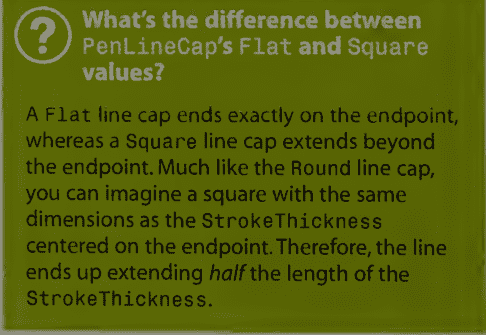 ?
What's the difference between
PenLineCap's Flat and Square
values?
A Flat line cap ends exactly on the endpoint,
whereas a Square line cap extends beyond
the endpoint. Much like the Round line cap,
you can imagine a square with the same
dimensions as the StrokeThickness
centered on the endpoint. Therefore, the line
ends up extending half the length of the
StrokeThickness.